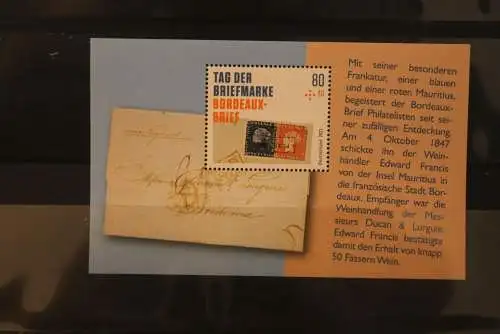 TAG DER
BRIEFMARKE
BORDEAUX-
BRIEF
80
Deutschland 2021
Mit seiner besonderen
Frankatur, einer blauen
und einer roten Mauritius,
begeistert der Bordeaux-
Brief Philatelisten seit sei-
ner zufälligen Entdeckung.
Am 4. Oktober 1847
schickte ihn der Wein-
händler Edward Francis
von der Insel Mauritius in
die französische Stadt Bor-
deaux. Empfänger war die
Weinhandlung der Mes-
sieurs Ducan & Lurguie.
Edward Francis bestätigte
damit den Erhalt von knapp
50 Fässern Wein.